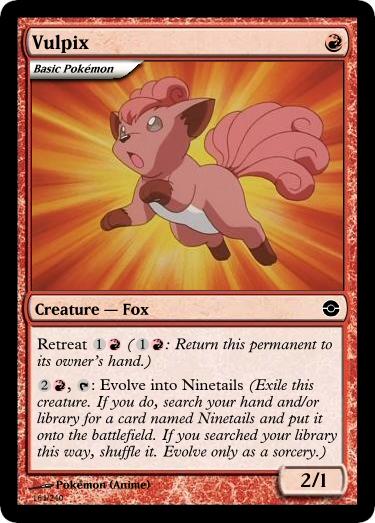 Vulpix
Basic Pokémon
Creature — Fox
Retreat 1 (1 : Return this permanent to
its owner's hand.)
2 , : Evolve into Ninetails (Exile this
creature. If you do, search your hand and/or
library for a card named Ninetails and put it
onto the battlefield. If you searched your library
this way, shuffle it. Evolve only as a sorcery.)
2/1
Pokémon (Anime)
161/240